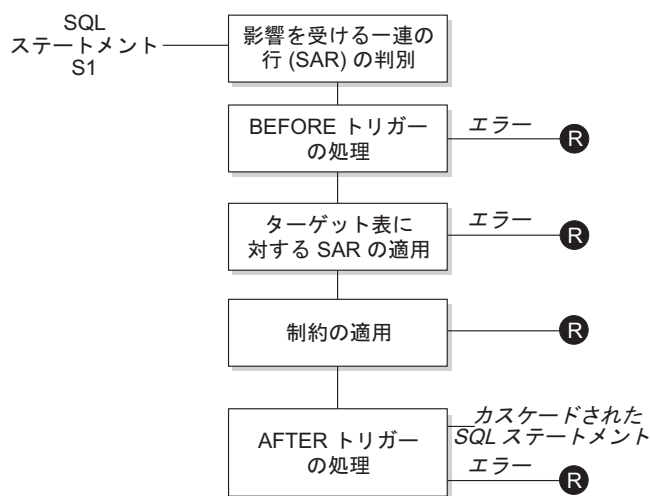 SQL
ステートメント
S1
影響を受ける一連の
行 (SAR) の判別
BEFORE トリガー
の処理
エラー
R
ターゲット表に
対する SAR の適用
エラー
R
制約の適用
R
AFTER トリガー
の処理
カスケードされた
SQL ステートメント
エラー
R